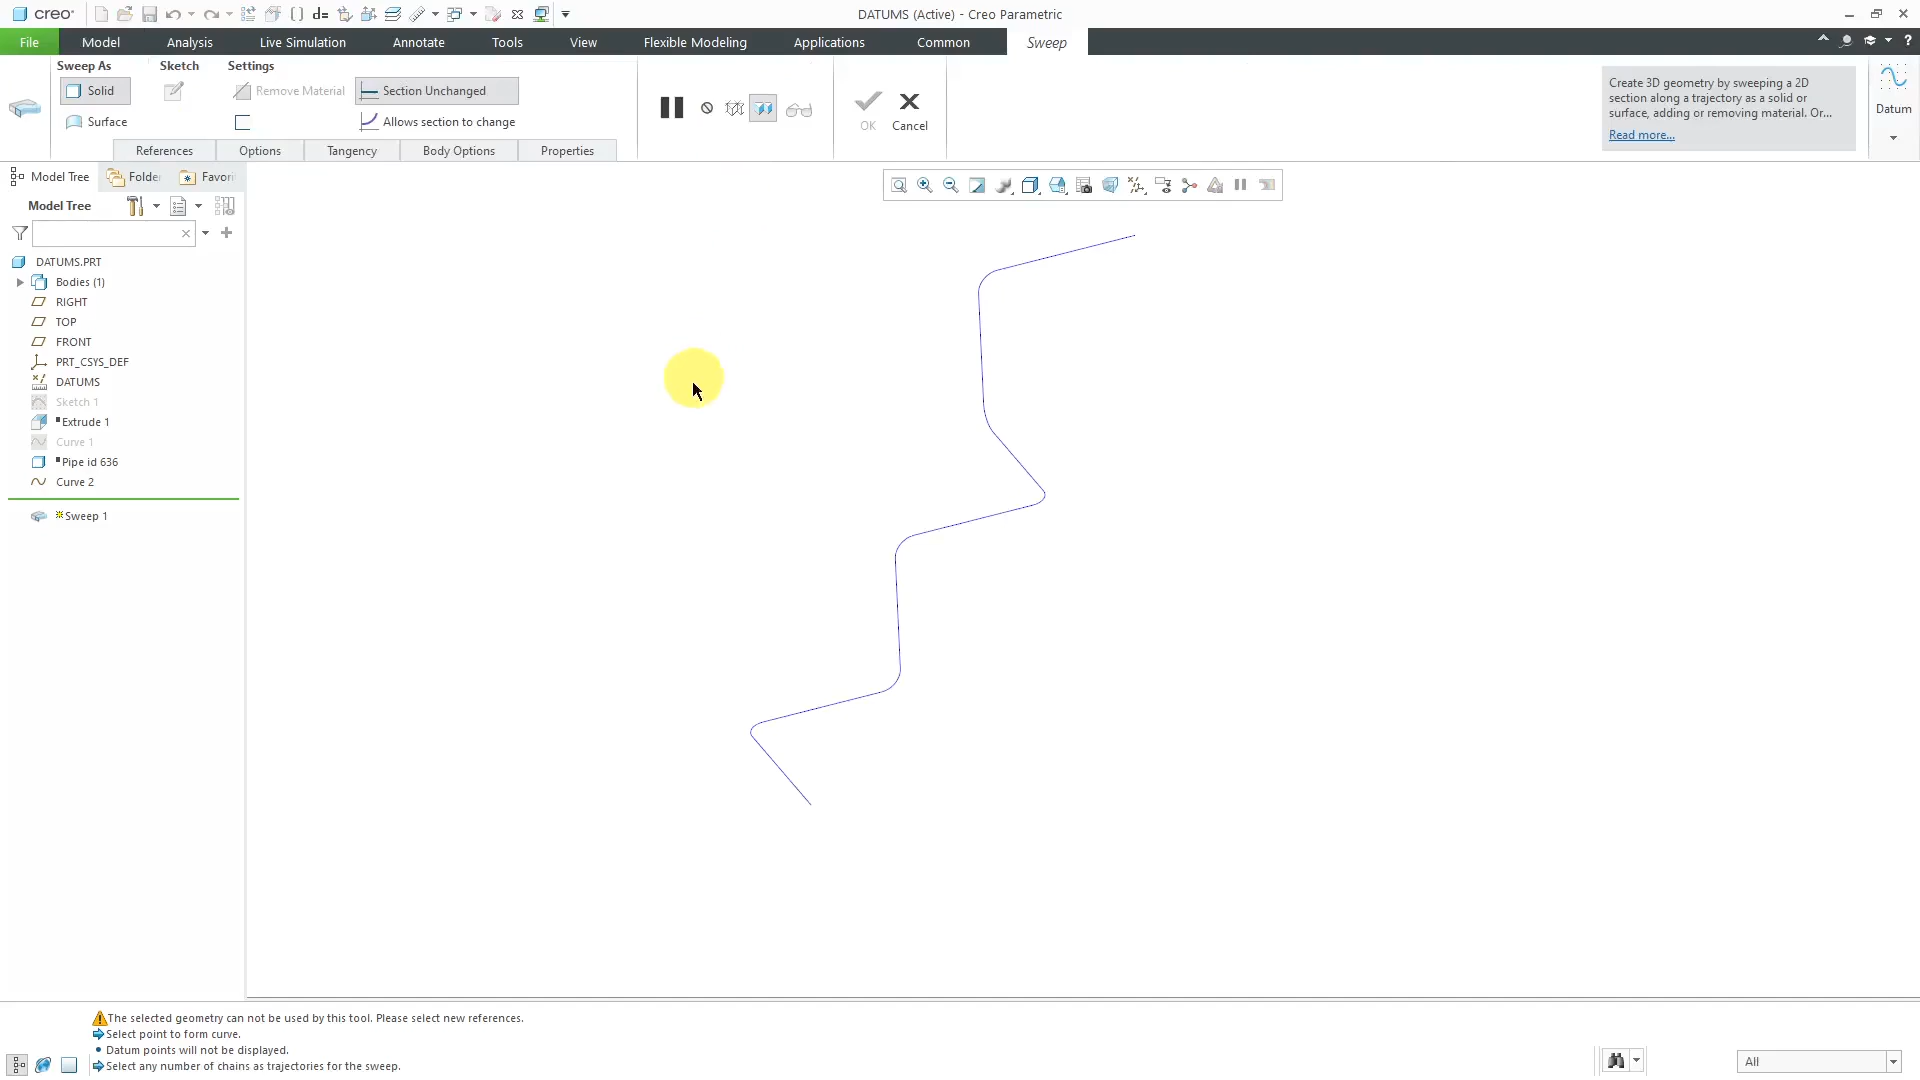 creo
DATUMS (Active) - Creo Parametric
File Model Analysis Live Simulation Annotate Tools View Flexible Modeling Applications Common Sweep
Sweep As
Solid
Surface
Sketch
Settings
Remove Material
Section Unchanged
Allows section to change
OK
Cancel
Create 3D geometry by sweeping a 2D
section along a trajectory as a solid or
surface, adding or removing material. Or...
Read more...
Datum
References Options Tangency Body Options Properties
Model Tree Folde Favori
Model Tree
DATUMS.PRT
Bodies (1)
RIGHT
TOP
FRONT
PRT_CSYS_DEF
DATUMS
Sketch 1
Extrude 1
Curve 1
Pipe id 636
Curve 2
Sweep 1
The selected geometry can not be used by this tool. Please select new references.
Select point to form curve.
Datum points will not be displayed.
Select any number of chains as trajectories for the sweep.
All